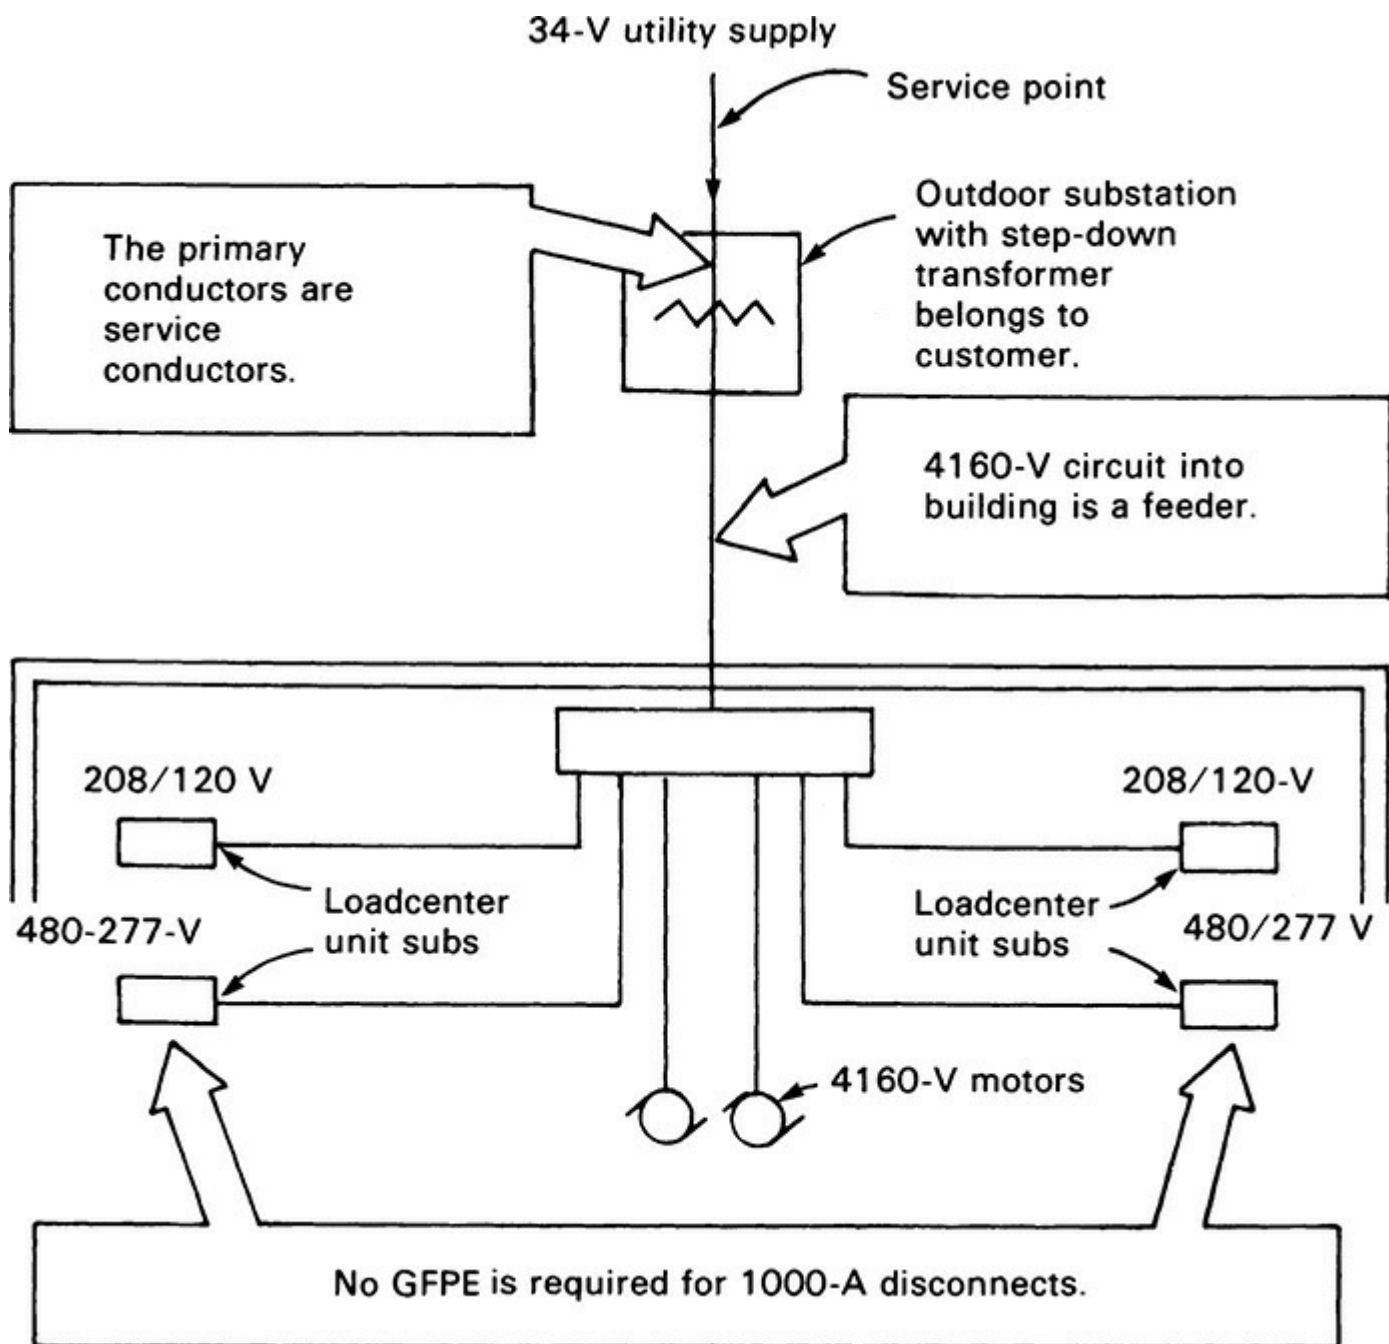 34-V utility supply
Service point
Outdoor substation
with step-down
transformer
belongs to
customer.
The primary
conductors are
service
conductors.
4160-V circuit into
building is a feeder.
208/120 V
208/120-V
Loadcenter
unit subs
480-277-V
Loadcenter
unit subs
480/277 V
4160-V motors
No GFPE is required for 1000-A disconnects.